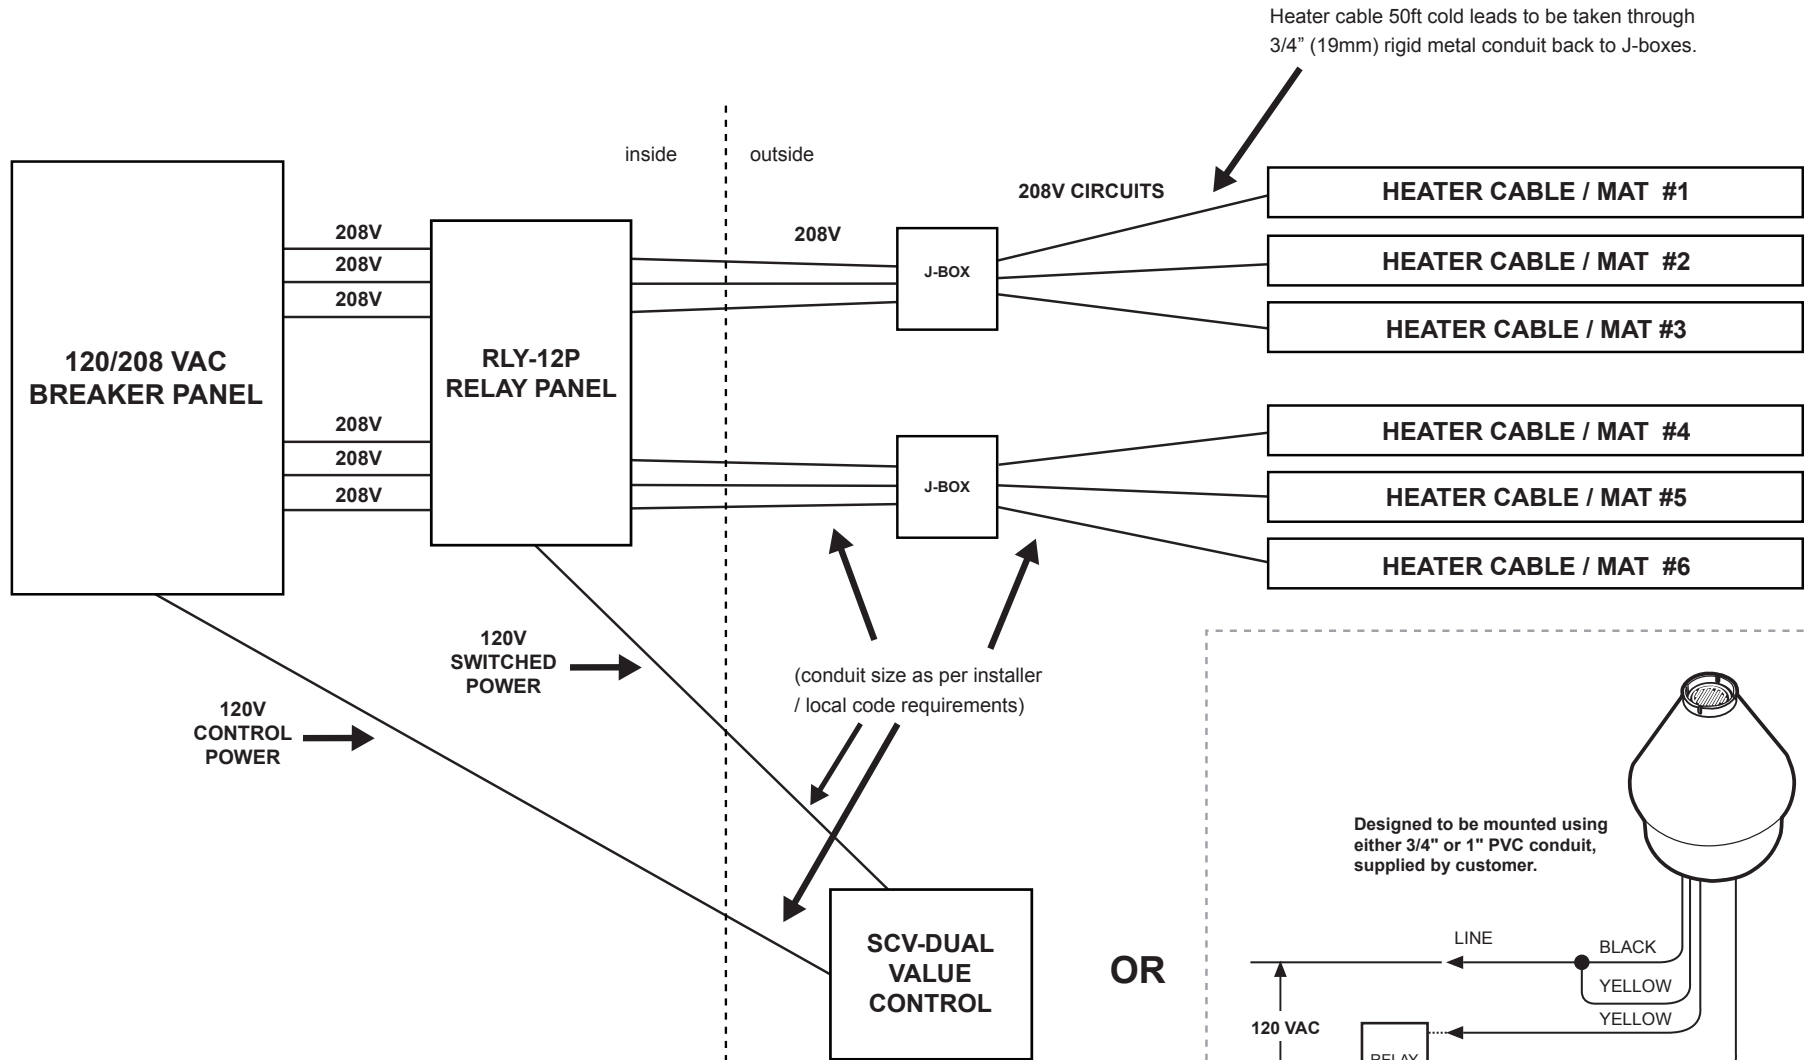 Heater cable 50ft cold leads to be taken through
3/4” (19mm) rigid metal conduit back to J-boxes.
inside
outside
208V CIRCUITS
HEATER CABLE / MAT #1
208V
208V
208V
208V
J-BOX
HEATER CABLE / MAT #2
HEATER CABLE / MAT #3
120/208 VAC
BREAKER PANEL
RLY-12P
RELAY PANEL
208V
208V
208V
J-BOX
HEATER CABLE / MAT #4
HEATER CABLE / MAT #5
HEATER CABLE / MAT #6
120V
SWITCHED
POWER
(conduit size as per installer
/ local code requirements)
120V
CONTROL
POWER
Designed to be mounted using
either 3/4" or 1" PVC conduit,
supplied by customer.
SCV-DUAL
VALUE
CONTROL
OR
LINE
BLACK
YELLOW
YELLOW
120 VAC
RELAY